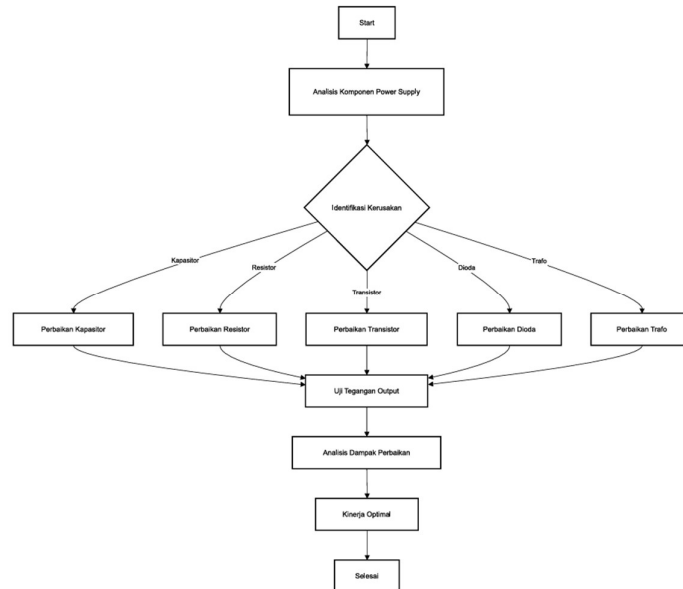 Start
Analisis Komponen Power Supply
Identifikasi Kerusakan
Kapasitor
Resistor
Transistor
Dioda
Trafo
Perbaikan Kapasitor
Perbaikan Resistor
Perbaikan Transistor
Perbaikan Dioda
Perbaikan Trafo
Uji Tegangan Output
Analisis Dampak Perbaikan
Kinerja Optimal
Selesai